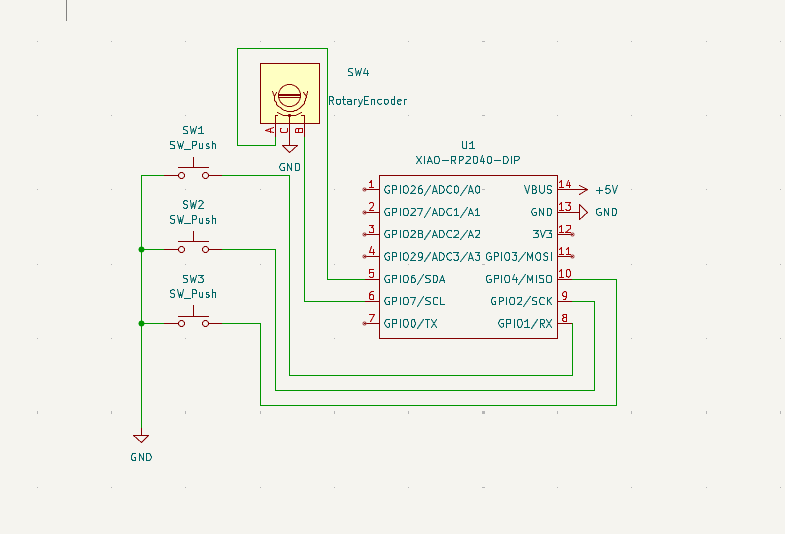 SW4
RotaryEncoder
A C B
GND
SW1
SW_Push
SW2
SW_Push
SW3
SW_Push
GND
U1
XIAO-RP2040-DIP
1 GPIO26/ADC0/A0 VBUS 14 +5V
2 GPIO27/ADC1/A1 GND 13 GND
3 GPIO28/ADC2/A2 3V3 12
4 GPIO29/ADC3/A3 GPIO3/MOSI 11
5 GPIO6/SDA GPIO4/MISO 10
6 GPIO7/SCL GPIO2/SCK 9
7 GPIO0/TX GPIO1/RX 8